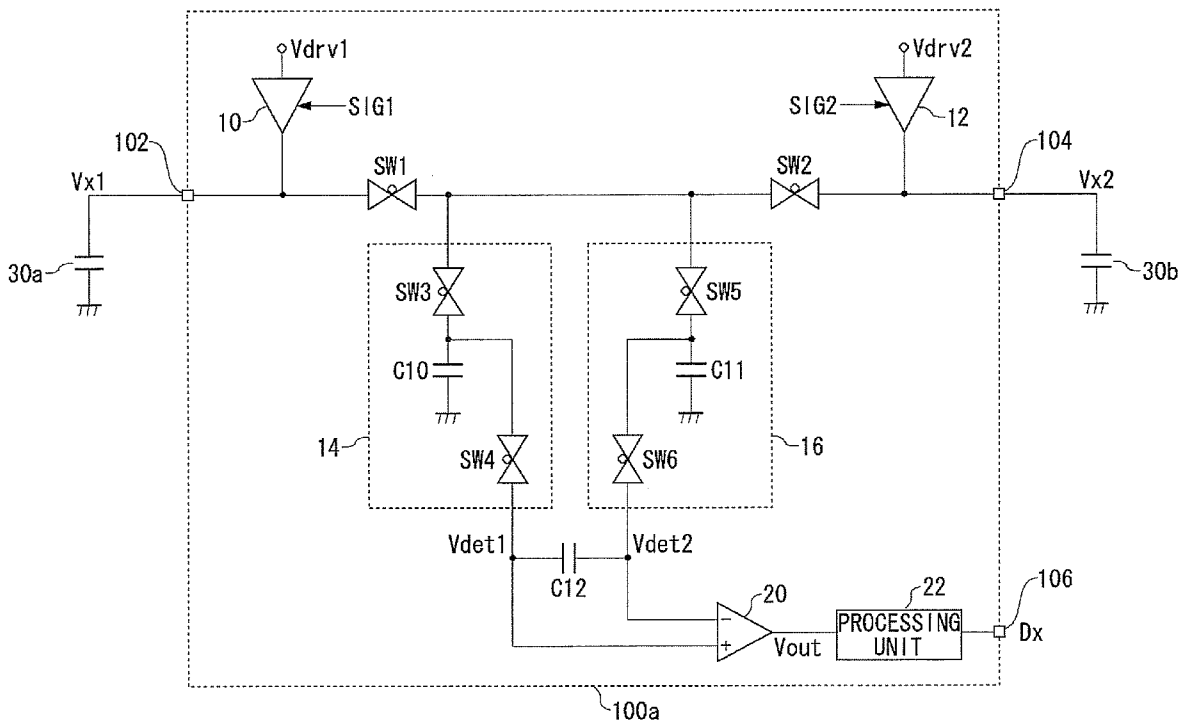 Vdrv1
Vdrv2
10
SIG1
SIG2
12
102
104
SW1
SW2
Vx1
Vx2
30a
30b
SW3
SW5
C10
C11
14
16
SW4
SW6
Vdet1
Vdet2
C12
20
22
106
PROCESSING
UNIT
Vout
Dx
−
+
100a